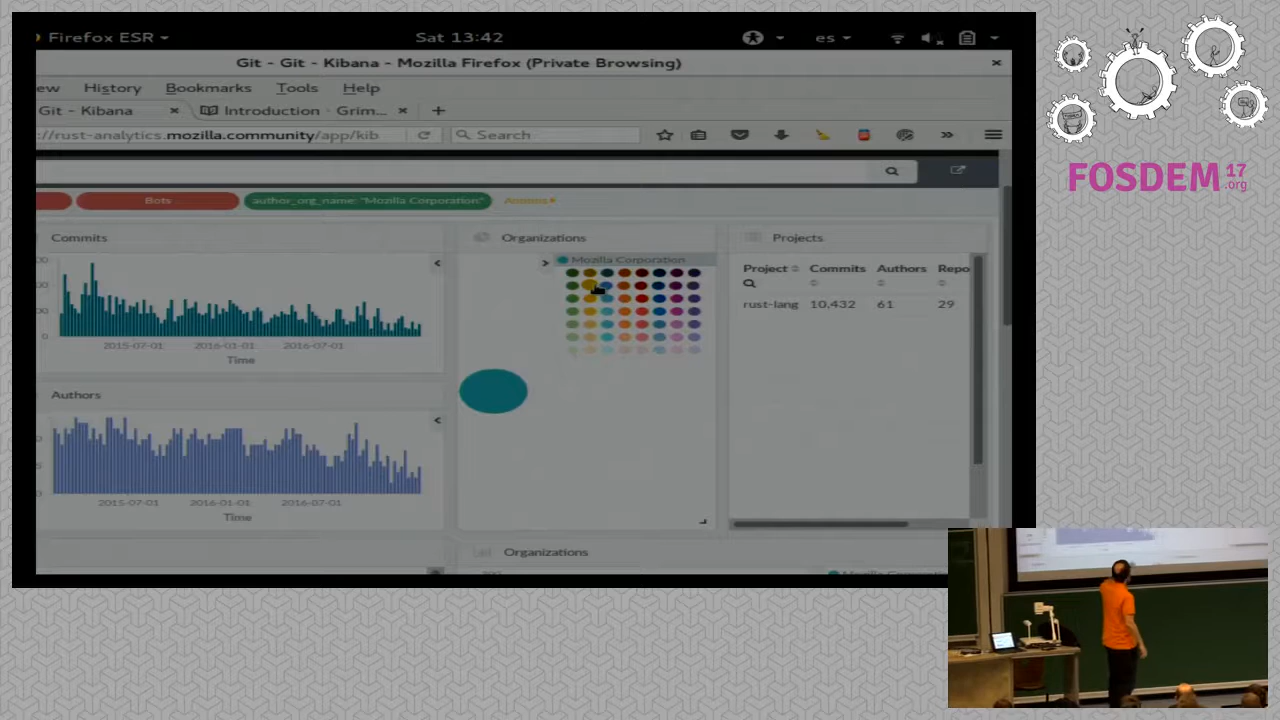 Firefox ESR
Sat 13:42
es
Git - Git - Kibana - Mozilla Firefox (Private Browsing)
ew History Bookmarks Tools Help
Git - Kibana
Introduction - Grim...
://rust-analytics.mozilla.community/app/kib
Search
Bots
author_org_name: "Mozilla Corporation"
Actions
Commits
Organizations
Projects
Mozilla Corporation
Project Commits Authors Repo
rust-lang 10,432 61 29
2015-07-01 2016-01-01 2016-07-01
Time
Authors
2015-07-01 2016-01-01 2016-07-01
Time
Organizations
FOSDEM 17
.org